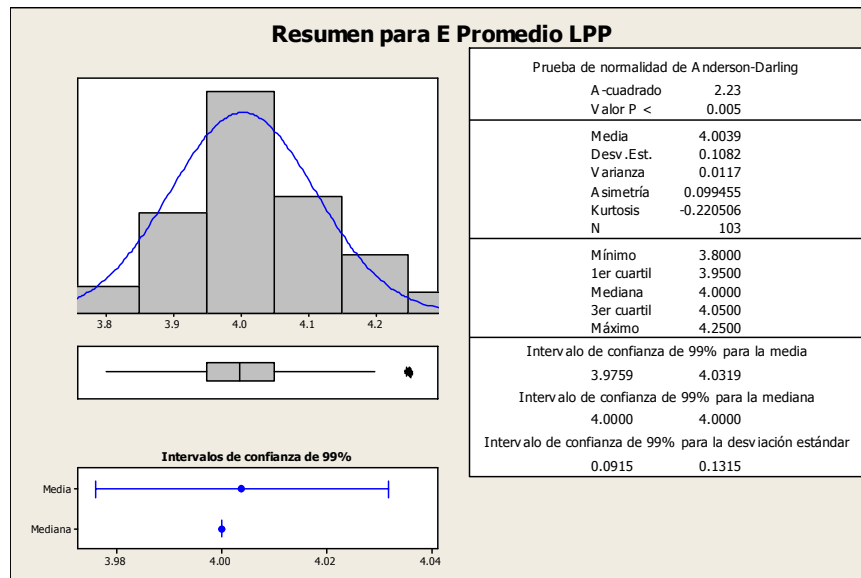 Resumen para E Promedio LPP
3.8 3.9 4.0 4.1 4.2
Intervalos de confianza de 99%
Media
Mediana
3.98 4.00 4.02 4.04
Prueba de normalidad de Anderson-Darling
A-cuadrado 2.23
Valor P < 0.005
Media 4.0039
Desv.Est. 0.1082
Varianza 0.0117
Asimetría 0.099455
Kurtosis -0.220506
N 103
Mínimo 3.8000
1er cuartil 3.9500
Mediana 4.0000
3er cuartil 4.0500
Máximo 4.2500
Intervalo de confianza de 99% para la media
3.9759 4.0319
Intervalo de confianza de 99% para la mediana
4.0000 4.0000
Intervalo de confianza de 99% para la desviación estándar
0.0915 0.1315